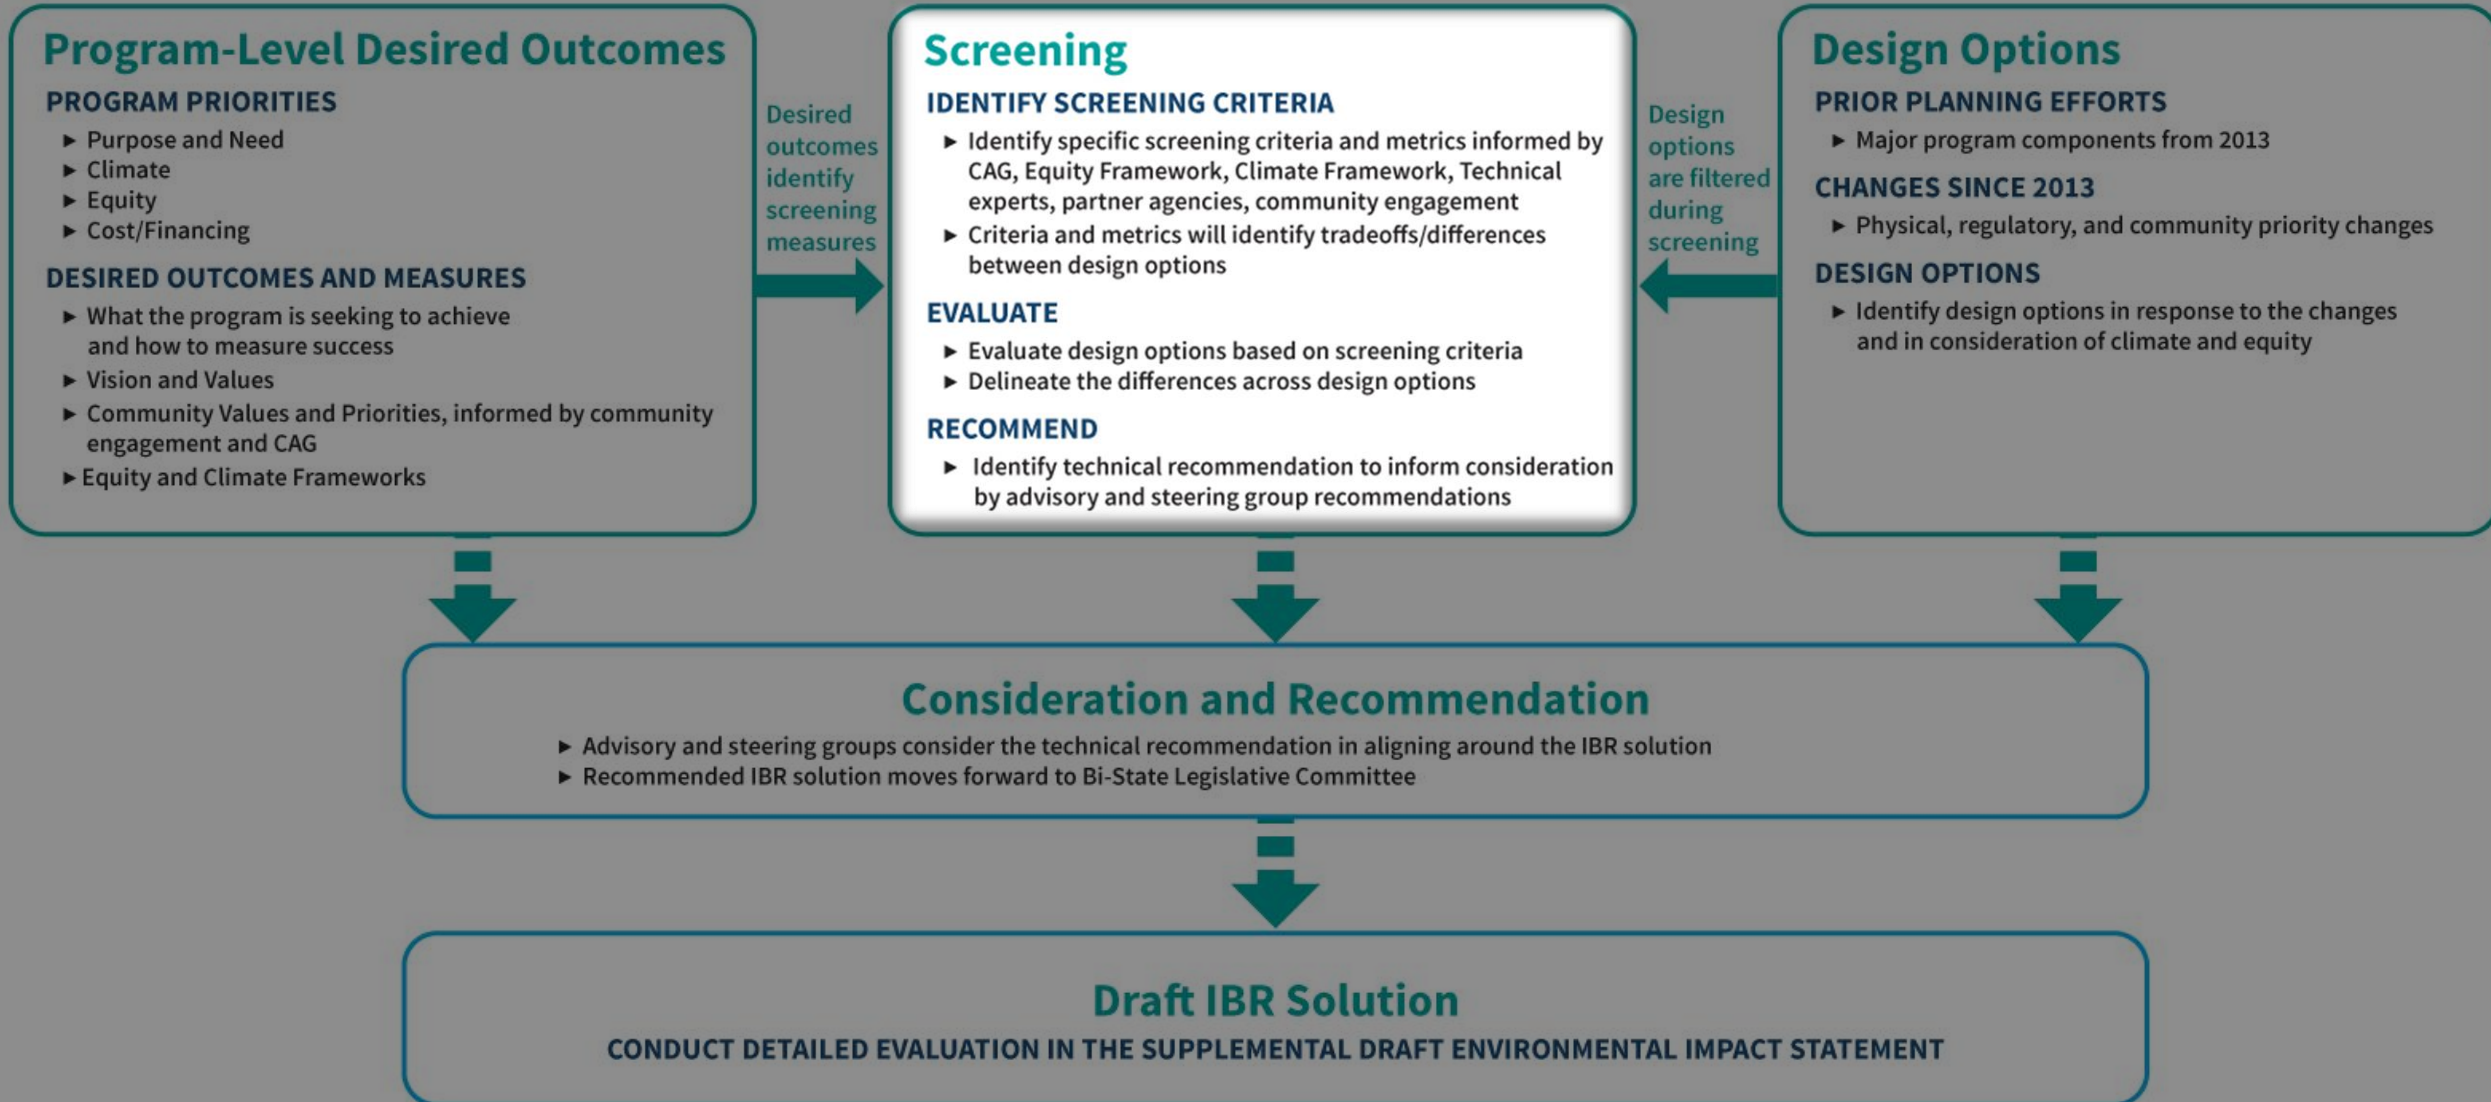 Program-Level Desired Outcomes
PROGRAM PRIORITIES
► Purpose and Need
► Climate
► Equity
► Cost/Financing
DESIRED OUTCOMES AND MEASURES
► What the program is seeking to achieve
and how to measure success
► Vision and Values
► Community Values and Priorities, informed by community
engagement and CAG
► Equity and Climate Frameworks
Desired
outcomes
identify
screening
measures
Screening
IDENTIFY SCREENING CRITERIA
► Identify specific screening criteria and metrics informed by
CAG, Equity Framework, Climate Framework, Technical
experts, partner agencies, community engagement
► Criteria and metrics will identify tradeoffs/differences
between design options
EVALUATE
► Evaluate design options based on screening criteria
► Delineate the differences across design options
RECOMMEND
► Identify technical recommendation to inform consideration
by advisory and steering group recommendations
Design
options
are filtered
during
screening
Design Options
PRIOR PLANNING EFFORTS
► Major program components from 2013
CHANGES SINCE 2013
► Physical, regulatory, and community priority changes
DESIGN OPTIONS
► Identify design options in response to the changes
and in consideration of climate and equity
Consideration and Recommendation
► Advisory and steering groups consider the technical recommendation in aligning around the IBR solution
► Recommended IBR solution moves forward to Bi-State Legislative Committee
Draft IBR Solution
CONDUCT DETAILED EVALUATION IN THE SUPPLEMENTAL DRAFT ENVIRONMENTAL IMPACT STATEMENT